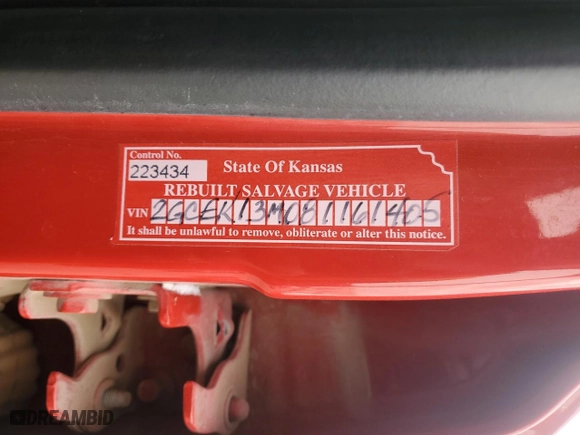 Control No.
223434
State Of Kansas
REBUILT SALVAGE VEHICLE
VIN 2GCEK13M681161405
It shall be unlawful to remove, obliterate or alter this notice.
DREAMBID